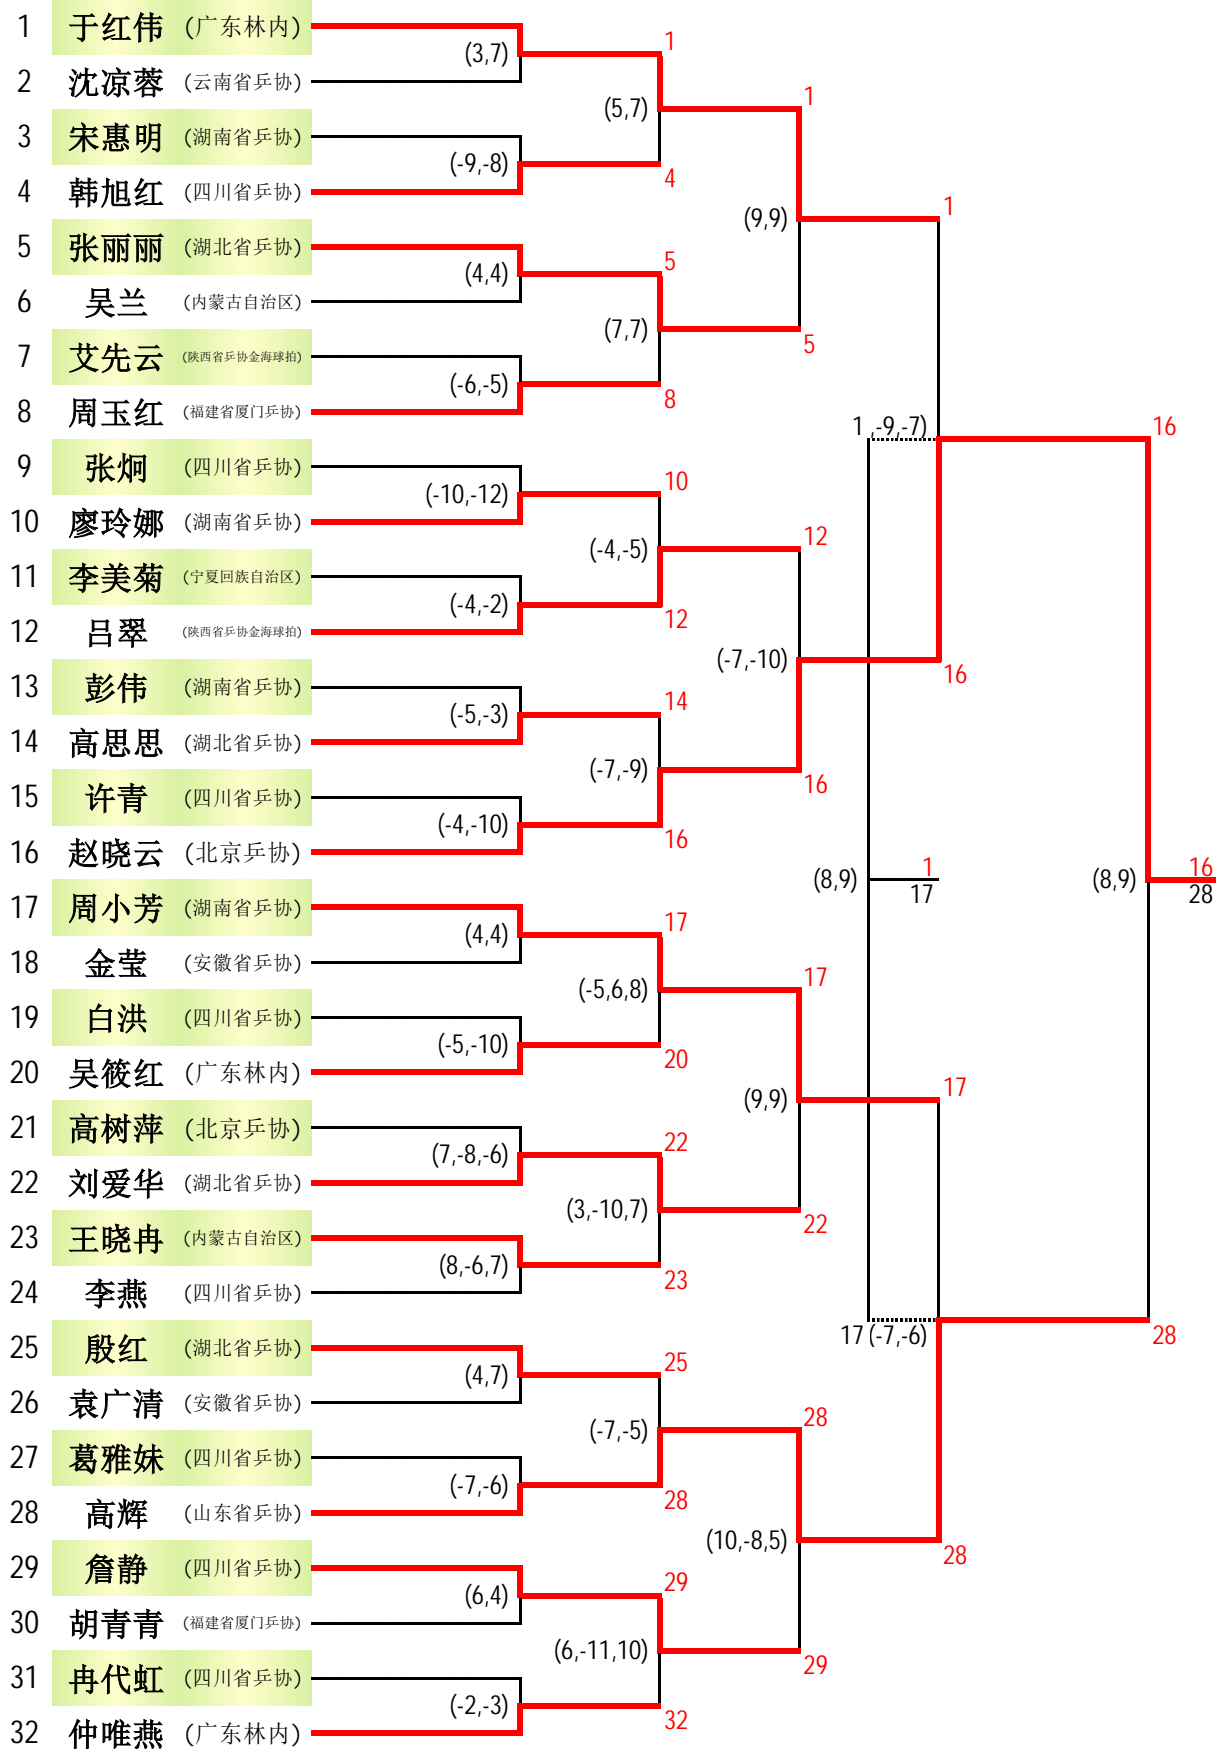 1 于红伟 (广东林内)
(3,7)
1
2 沈凉蓉 (云南省乒协)
(5,7)
1
3 宋惠明 (湖南省乒协)
(-9,-8)
4
4 韩旭红 (四川省乒协)
(9,9)
1
5 张丽丽 (湖北省乒协)
(4,4)
5
6 吴兰 (内蒙古自治区)
(7,7)
5
7 艾先云 (陕西省乒协金海球拍)
(-6,-5)
8
8 周玉红 (福建省厦门乒协)
1 ,-9,-7)
16
9 张炯 (四川省乒协)
(-10,-12)
10
10 廖玲娜 (湖南省乒协)
(-4,-5)
12
11 李美菊 (宁夏回族自治区)
(-4,-2)
12
12 吕翠 (陕西省乒协金海球拍)
(-7,-10)
16
13 彭伟 (湖南省乒协)
(-5,-3)
14
14 高思思 (湖北省乒协)
(-7,-9)
16
15 许青 (四川省乒协)
(-4,-10)
16
16 赵晓云 (北京乒协)
(8,9)
1
17
(8,9)
16
28
17 周小芳 (湖南省乒协)
(4,4)
17
18 金莹 (安徽省乒协)
(-5,6,8)
17
19 白洪 (四川省乒协)
(-5,-10)
20
20 吴筱红 (广东林内)
(9,9)
17
21 高树萍 (北京乒协)
(7,-8,-6)
22
22 刘爱华 (湖北省乒协)
(3,-10,7)
22
23 王晓冉 (内蒙古自治区)
(8,-6,7)
23
24 李燕 (四川省乒协)
17 (-7,-6)
28
25 殷红 (湖北省乒协)
(4,7)
25
26 袁广清 (安徽省乒协)
(-7,-5)
28
27 葛雅妹 (四川省乒协)
(-7,-6)
28
28 高辉 (山东省乒协)
(10,-8,5)
28
29 詹静 (四川省乒协)
(6,4)
29
30 胡青青 (福建省厦门乒协)
(6,-11,10)
29
31 冉代虹 (四川省乒协)
(-2,-3)
32
32 仲唯燕 (广东林内)